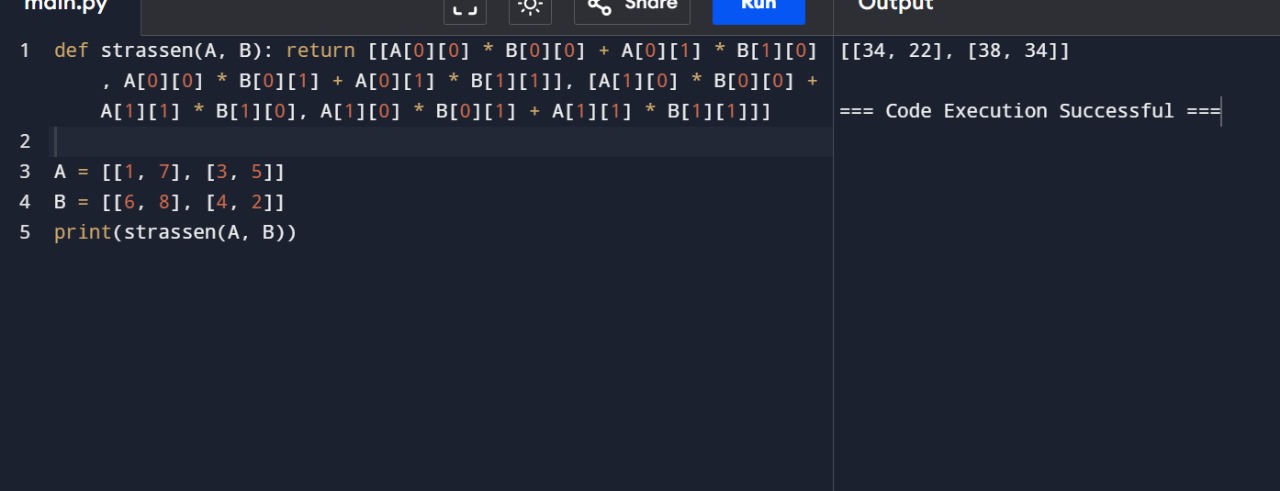 main.py
Share
Run
Output
1 def strassen(A, B): return [[A[0][0] * B[0][0] + A[0][1] * B[1][0]
, A[0][0] * B[0][1] + A[0][1] * B[1][1]], [A[1][0] * B[0][0] +
A[1][1] * B[1][0], A[1][0] * B[0][1] + A[1][1] * B[1][1]]]
2
3 A = [[1, 7], [3, 5]]
4 B = [[6, 8], [4, 2]]
5 print(strassen(A, B))
[[34, 22], [38, 34]]
=== Code Execution Successful ===